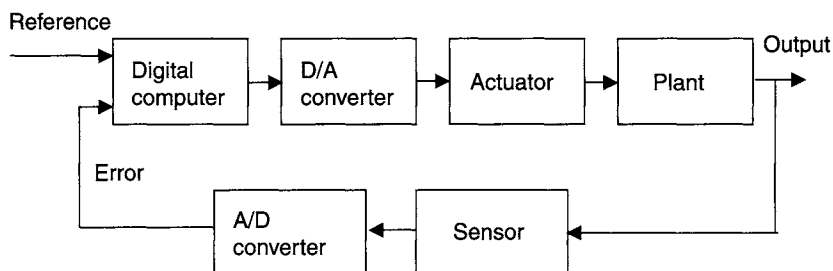 Reference
Digital
computer
D/A
converter
Actuator
Plant
Output
Error
A/D
converter
Sensor